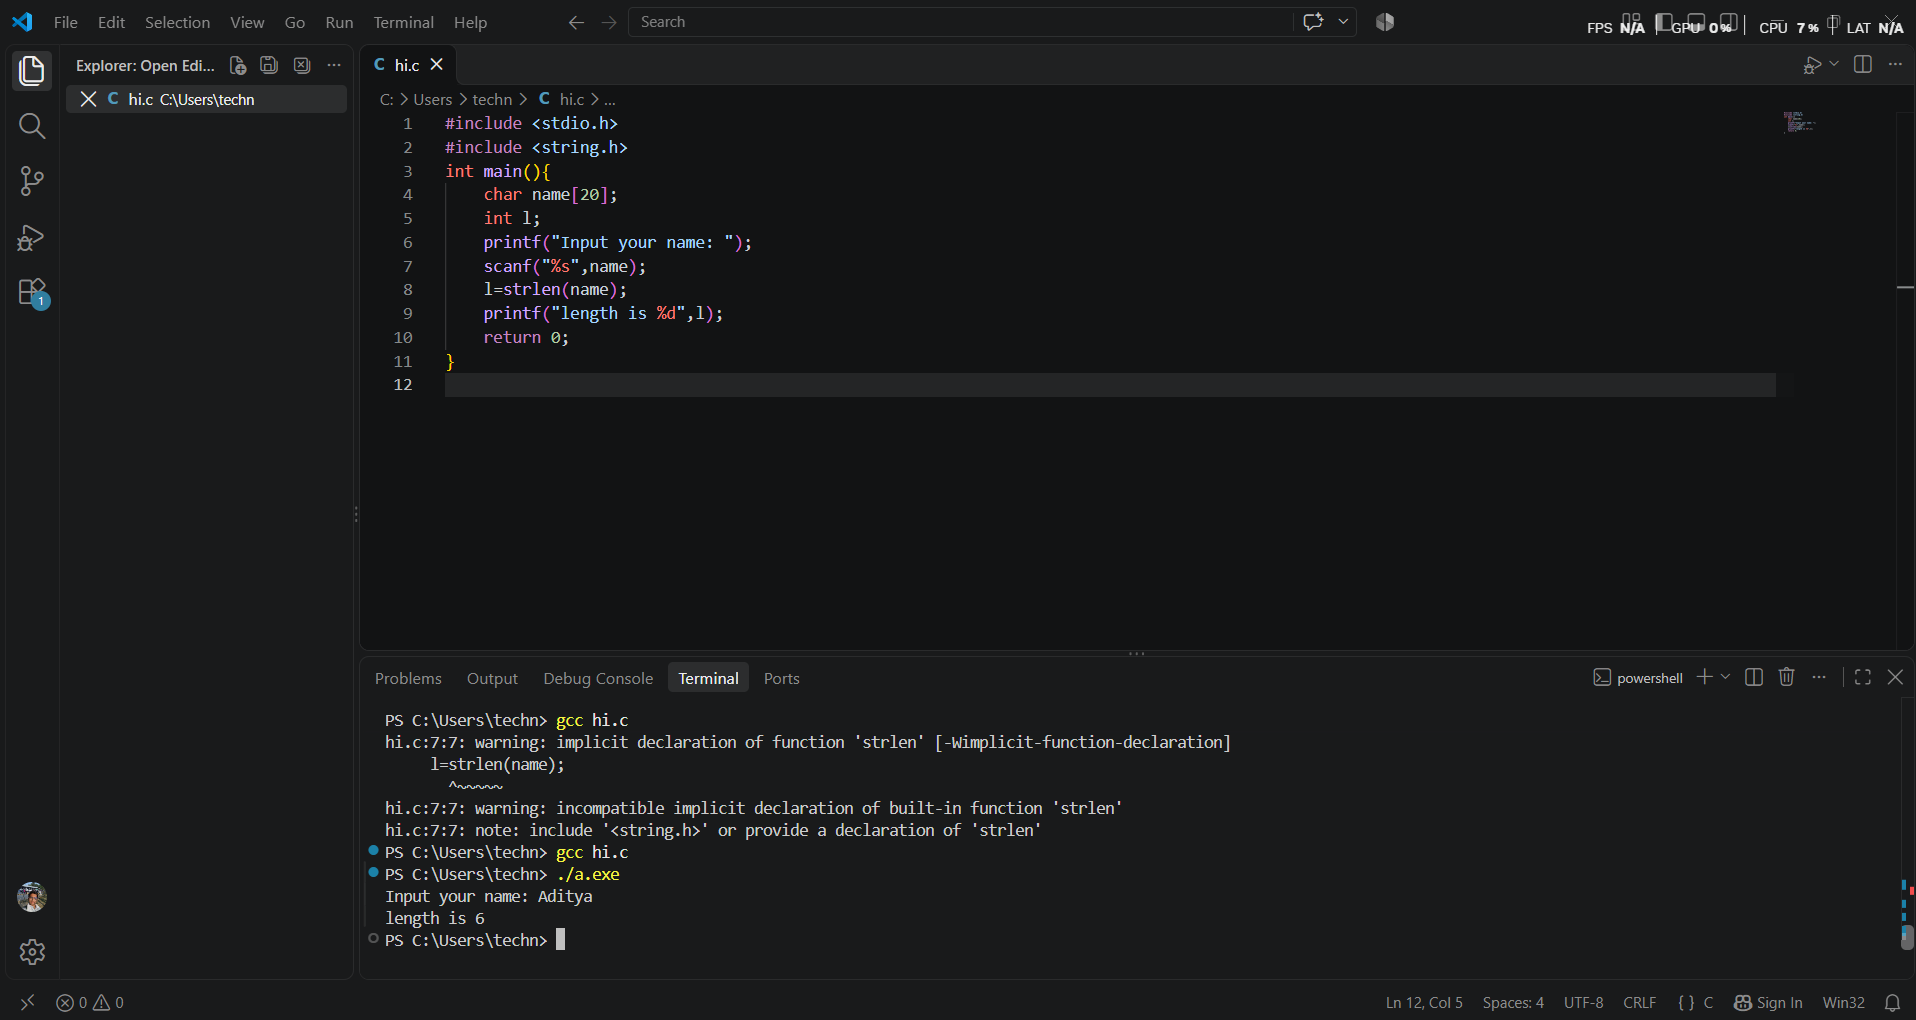 File Edit Selection View Go Run Terminal Help
Search
FPS N/A GPU 0% CPU 7% LAT N/A
Explorer: Open Edi...
hi.c C:\Users\techn
C hi.c
C: > Users > techn > C hi.c > ...
1 #include <stdio.h>
2 #include <string.h>
3 int main(){
4     char name[20];
5     int l;
6     printf("Input your name: ");
7     scanf("%s",name);
8     l=strlen(name);
9     printf("length is %d",l);
10     return 0;
11 }
12
1
Problems Output Debug Console Terminal Ports
powershell
PS C:\Users\techn> gcc hi.c
hi.c:7:7: warning: implicit declaration of function 'strlen' [-Wimplicit-function-declaration]
     l=strlen(name);
       ^~~~~~
hi.c:7:7: warning: incompatible implicit declaration of built-in function 'strlen'
hi.c:7:7: note: include '<string.h>' or provide a declaration of 'strlen'
PS C:\Users\techn> gcc hi.c
PS C:\Users\techn> ./a.exe
Input your name: Aditya
length is 6
PS C:\Users\techn>
0 0
Ln 12, Col 5 Spaces: 4 UTF-8 CRLF { } C Sign In Win32